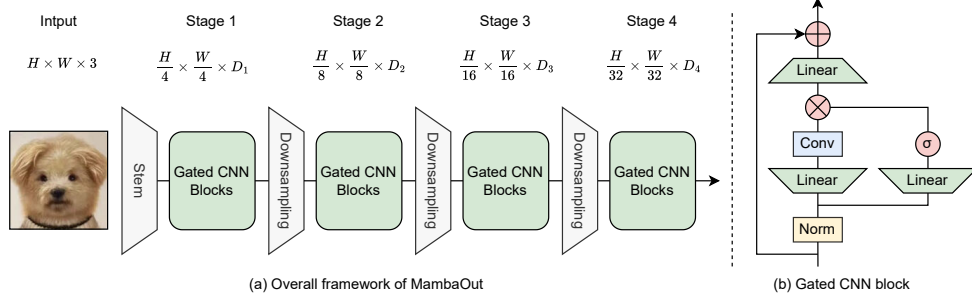 Intput
Stage 1
Stage 2
Stage 3
Stage 4
H × W × 3
H/4 × W/4 × D₁
H/8 × W/8 × D₂
H/16 × W/16 × D₃
H/32 × W/32 × D₄
Stem
Gated CNN
Blocks
Downsampling
Gated CNN
Blocks
Downsampling
Gated CNN
Blocks
Downsampling
Gated CNN
Blocks
(a) Overall framework of MambaOut
Linear
Conv
σ
Linear
Linear
Norm
(b) Gated CNN block